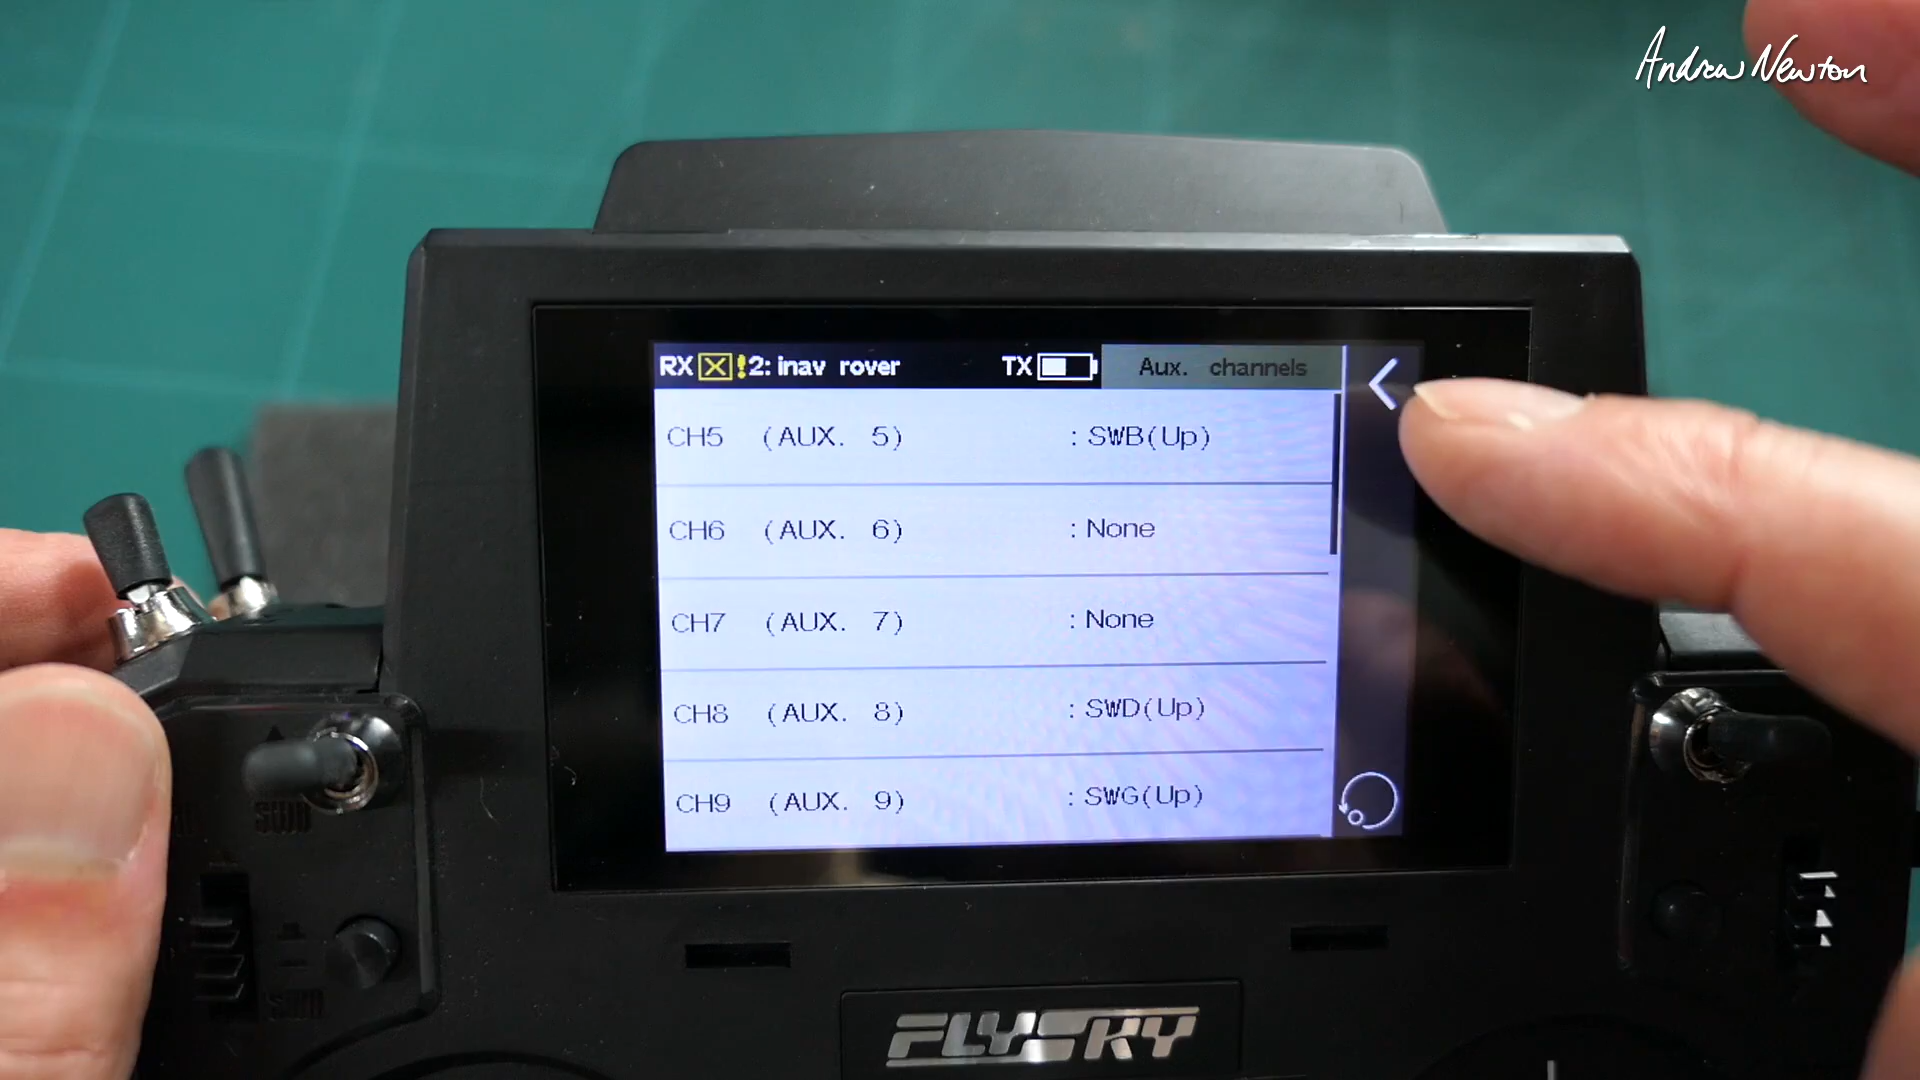 Andrew Newton
RX !2: inav rover TX Aux. channels
CH5 (AUX. 5) : SWB(Up)
CH6 (AUX. 6) : None
CH7 (AUX. 7) : None
CH8 (AUX. 8) : SWD(Up)
CH9 (AUX. 9) : SWG(Up)
FLYSKY